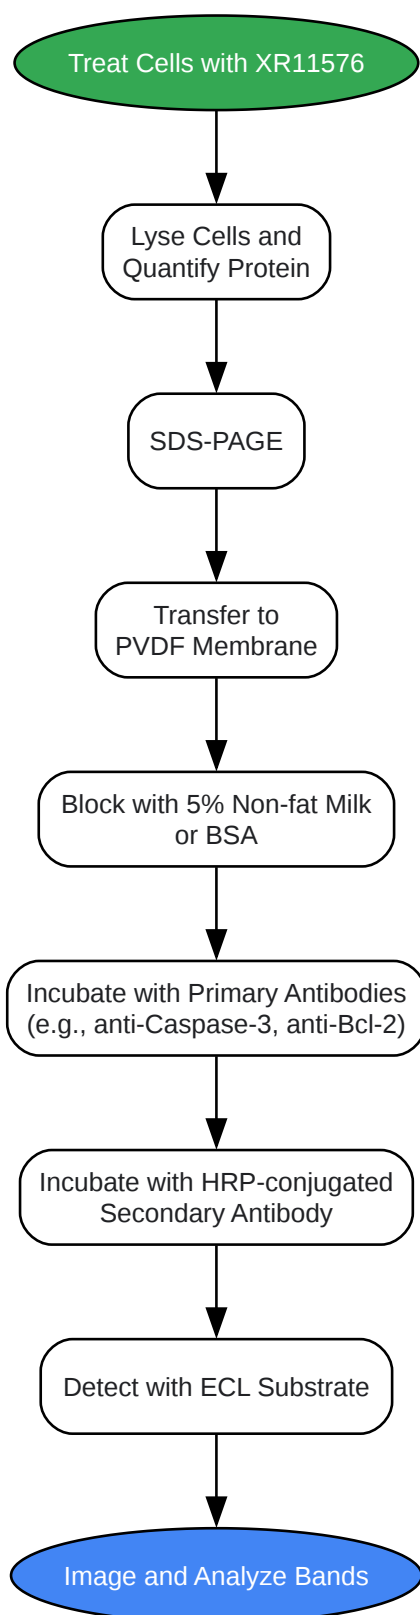 Treat Cells with XR11576
Lyse Cells and
Quantify Protein
SDS-PAGE
Transfer to
PVDF Membrane
Block with 5% Non-fat Milk
or BSA
Incubate with Primary Antibodies
(e.g., anti-Caspase-3, anti-Bcl-2)
Incubate with HRP-conjugated
Secondary Antibody
Detect with ECL Substrate
Image and Analyze Bands